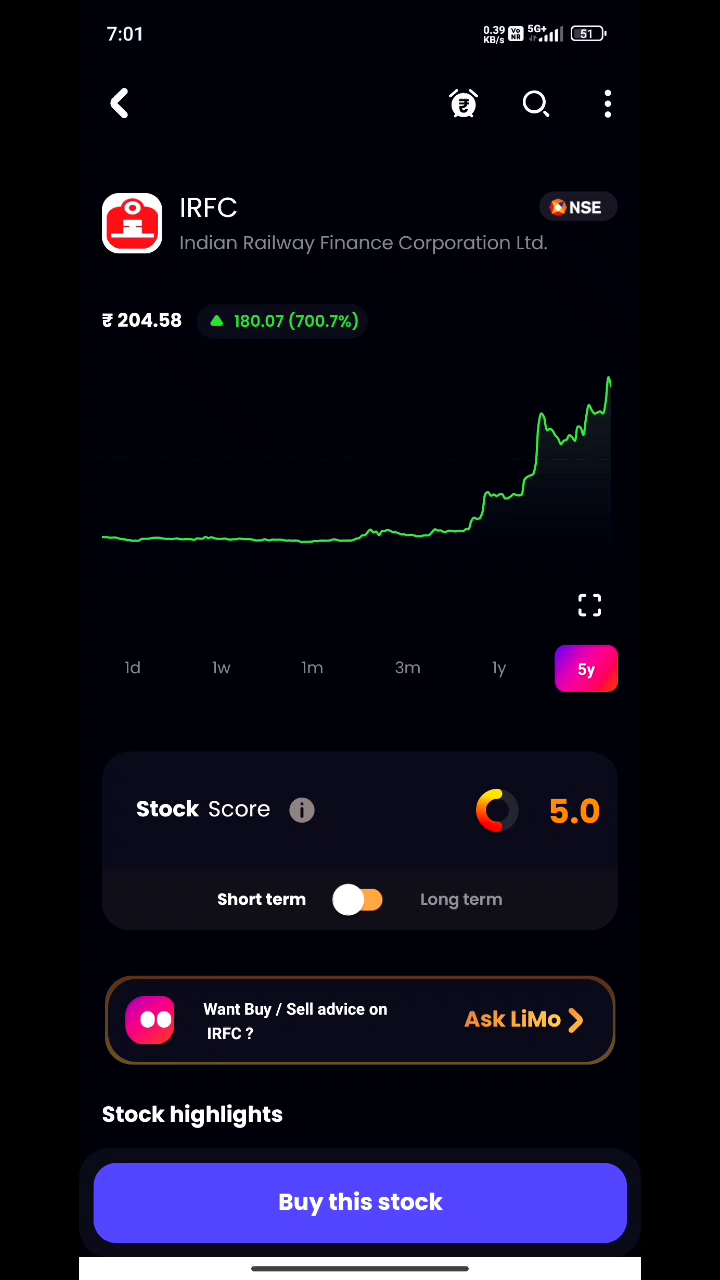 7:01
0.39 KB/s Vo NR 5G+ 51
IRFC
NSE
Indian Railway Finance Corporation Ltd.
₹ 204.58 180.07 (700.7%)
1d 1w 1m 3m 1y 5y
Stock Score i 5.0
Short term Long term
Want Buy / Sell advice on
IRFC ?
Ask LiMo
Stock highlights
Buy this stock